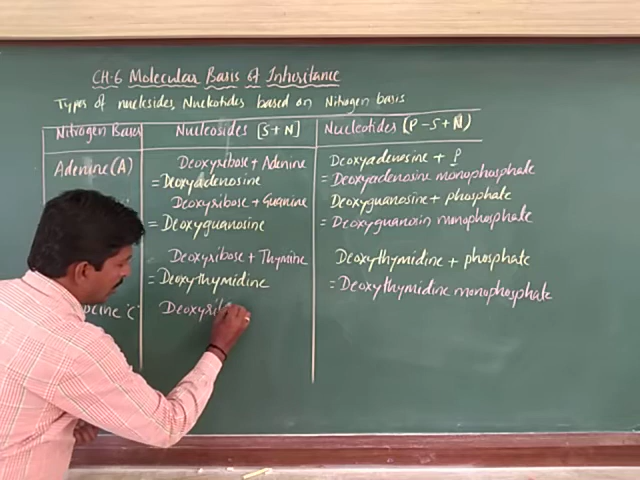 CH-6 Molecular Basis of Inheritance
Types of nucleosides, Nucleotides based on Nitrogen basis
Nitrogen Bases Nucleosides [S+N] Nucleotides (P-S+N)
Adenine (A) Deoxyribose + Adenine Deoxyadenosine + P
= Deoxyadenosine = Deoxyadenosine monophosphate
Deoxyribose + Guanine Deoxyguanosine + phosphate
= Deoxyguanosine = Deoxyguanosin monophosphate
Deoxyribose + Thymine Deoxythymidine + phosphate
= Deoxythymidine = Deoxythymidine monophosphate